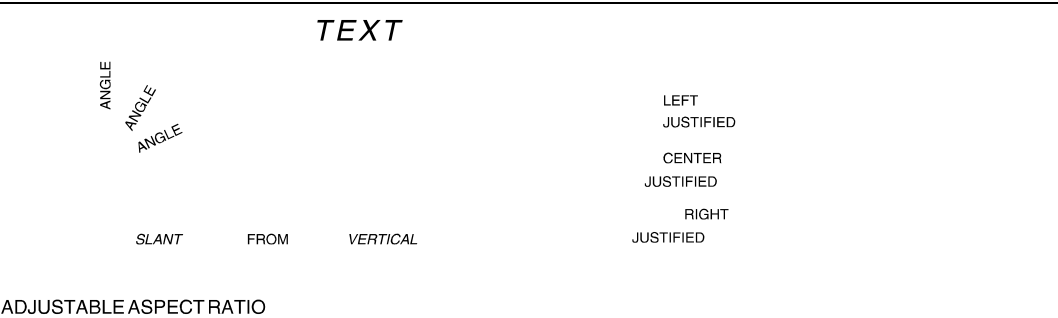 TEXT
ANGLE
ANGLE
ANGLE
LEFT
JUSTIFIED
CENTER
JUSTIFIED
RIGHT
JUSTIFIED
SLANT FROM VERTICAL
ADJUSTABLE ASPECT RATIO